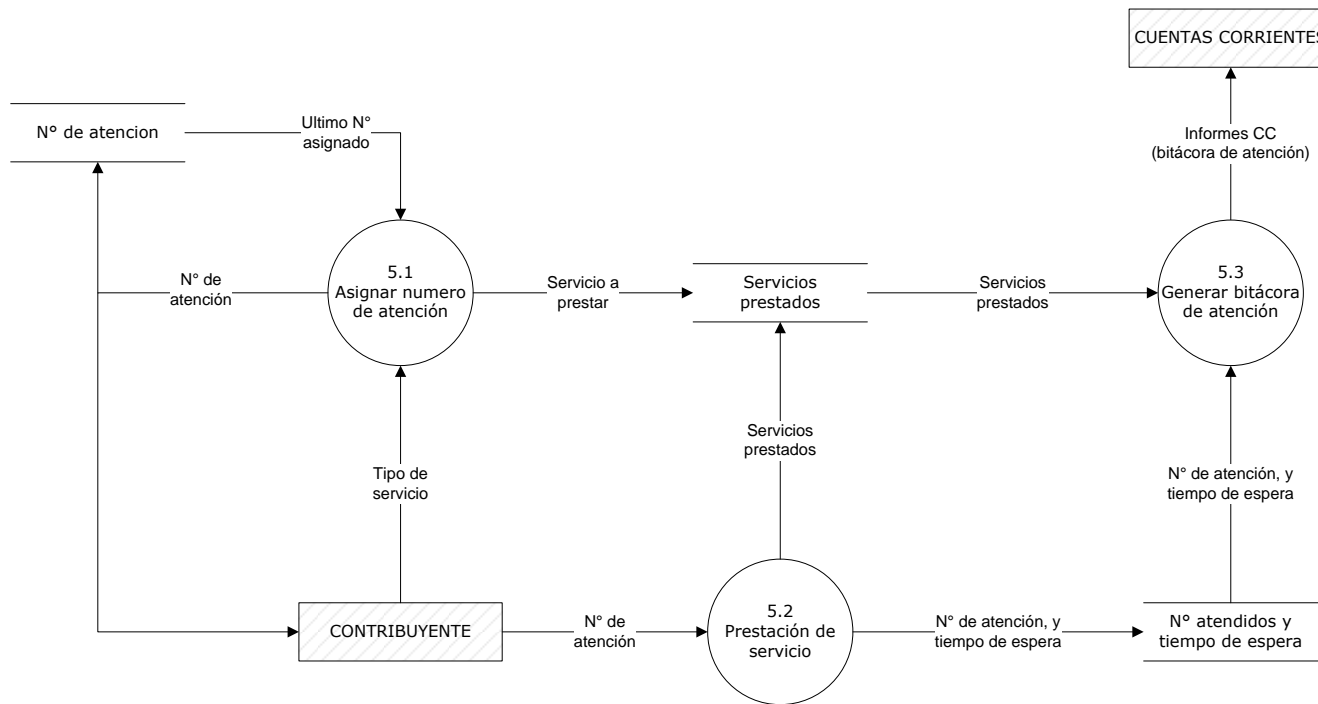 CUENTAS CORRIENTES
N° de atencion
Ultimo N°
asignado
Informes CC
(bitácora de atención)
N° de
atención
5.1
Asignar numero
de atención
Servicio a
prestar
Servicios
prestados
Servicios
prestados
5.3
Generar bitácora
de atención
Tipo de
servicio
Servicios
prestados
N° de atención, y
tiempo de espera
CONTRIBUYENTE
N° de
atención
5.2
Prestación de
servicio
N° de atención, y
tiempo de espera
N° atendidos y
tiempo de espera